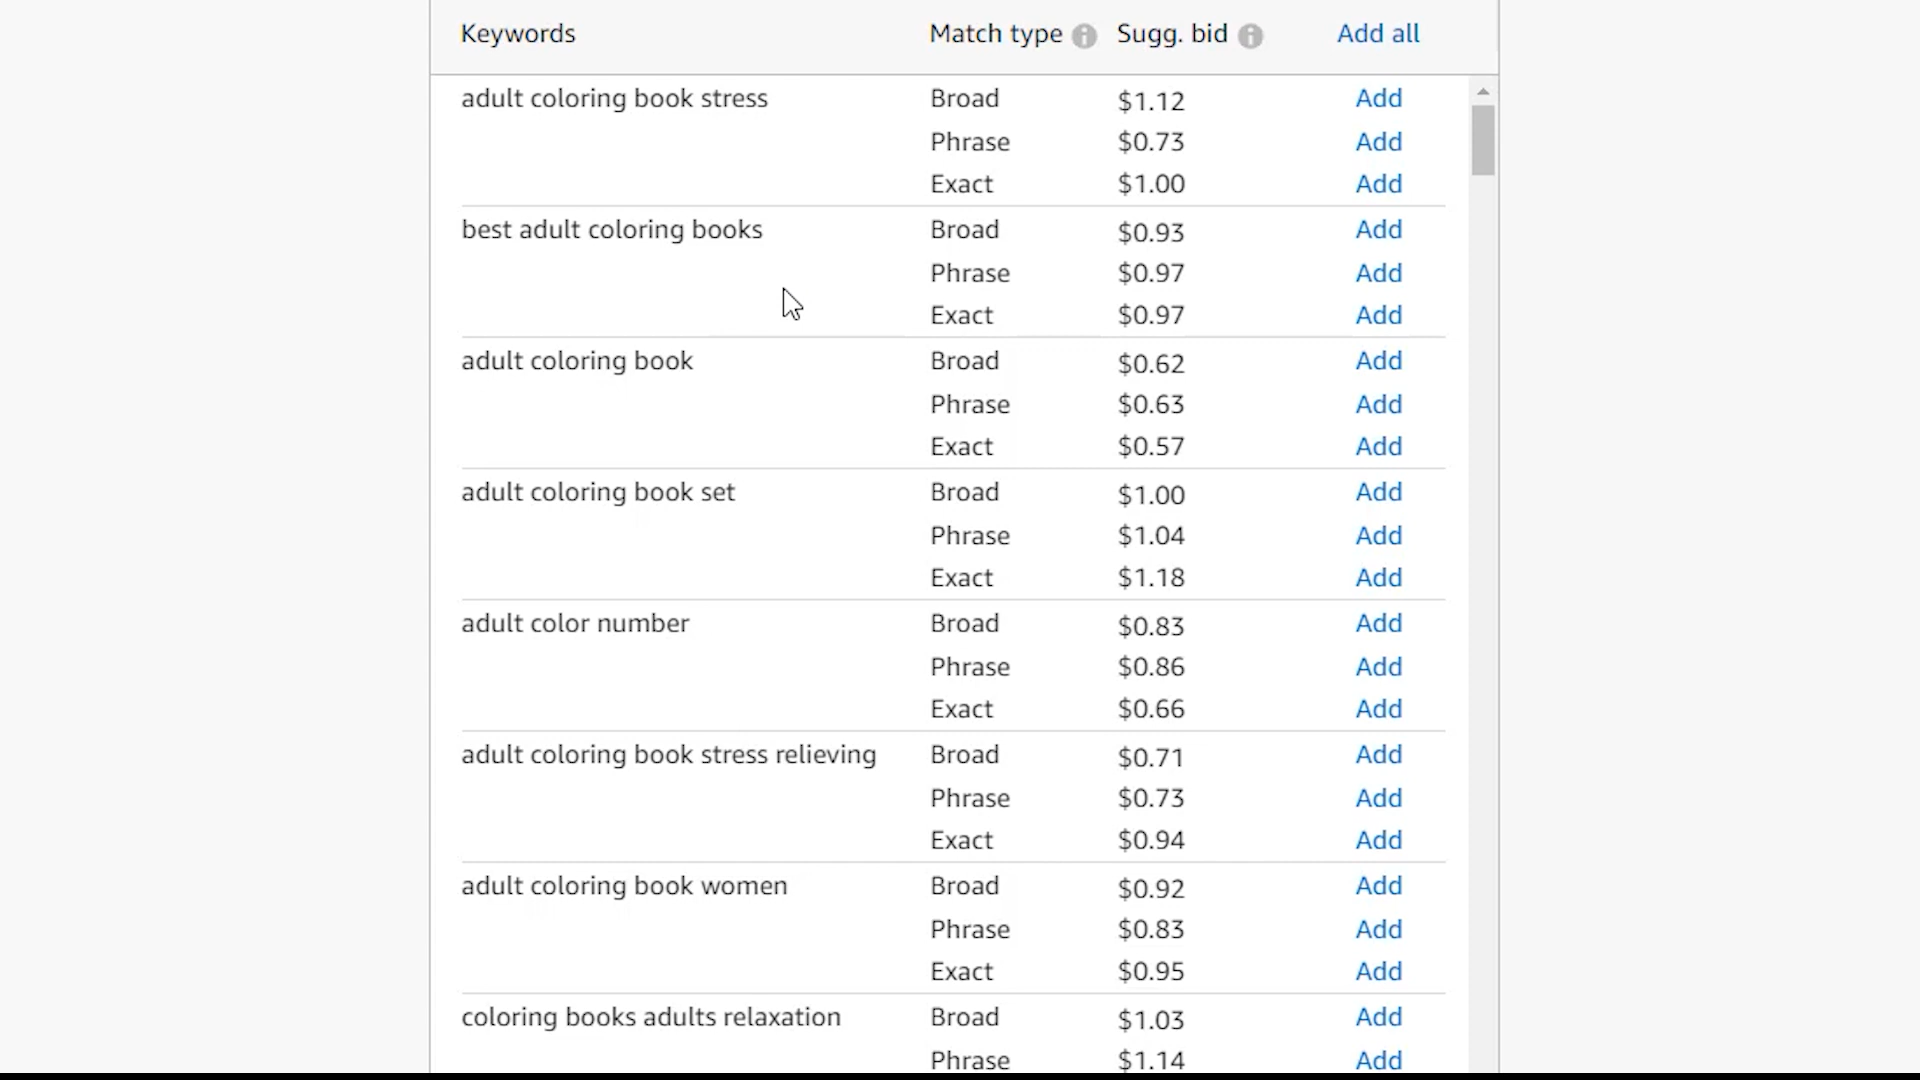 Keywords Match type Sugg. bid Add all
adult coloring book stress Broad $1.12 Add
Phrase $0.73 Add
Exact $1.00 Add
best adult coloring books Broad $0.93 Add
Phrase $0.97 Add
Exact $0.97 Add
adult coloring book Broad $0.62 Add
Phrase $0.63 Add
Exact $0.57 Add
adult coloring book set Broad $1.00 Add
Phrase $1.04 Add
Exact $1.18 Add
adult color number Broad $0.83 Add
Phrase $0.86 Add
Exact $0.66 Add
adult coloring book stress relieving Broad $0.71 Add
Phrase $0.73 Add
Exact $0.94 Add
adult coloring book women Broad $0.92 Add
Phrase $0.83 Add
Exact $0.95 Add
coloring books adults relaxation Broad $1.03 Add
Phrase $1.14 Add